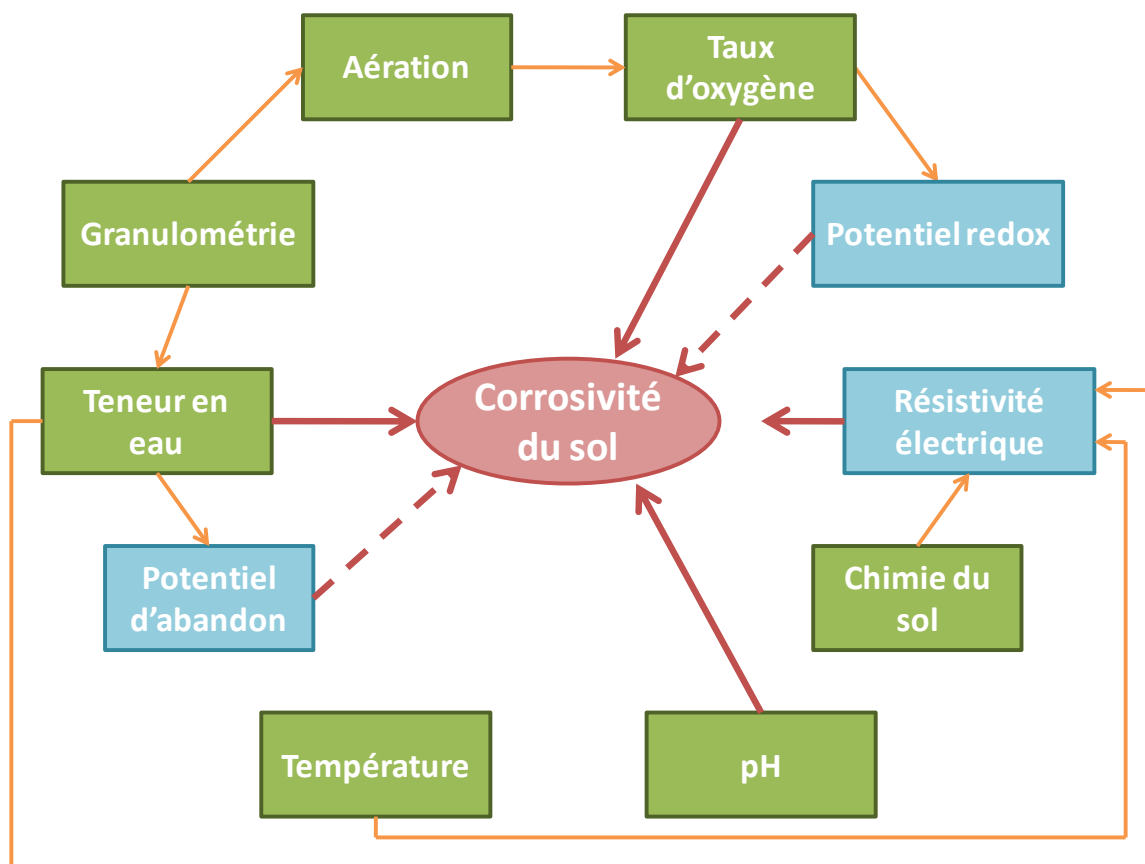 Aération
Taux
d'oxygène
Granulométrie
Potentiel redox
Teneur en
eau
Corrosivité
du sol
Résistivité
électrique
Potentiel
d'abandon
Chimie du
sol
Température
pH